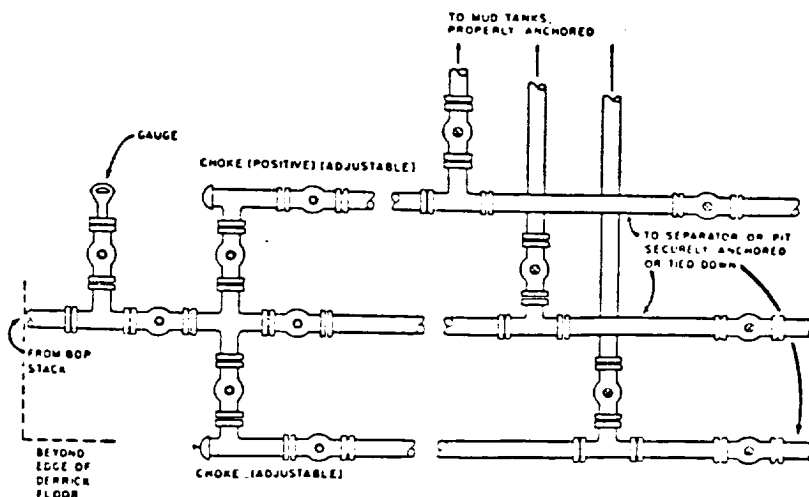 TO MUD TANKS,
PROPERLY ANCHORED
GAUGE
CHOKE [POSITIVE] [ADJUSTABLE]
TO SEPARATOR OR PIT
SECURELY ANCHORED
OR TIED DOWN
FROM BOP
STACK
BEYOND
EDGE OF
DERRICK
FLOOR
CHOKE [ADJUSTABLE]